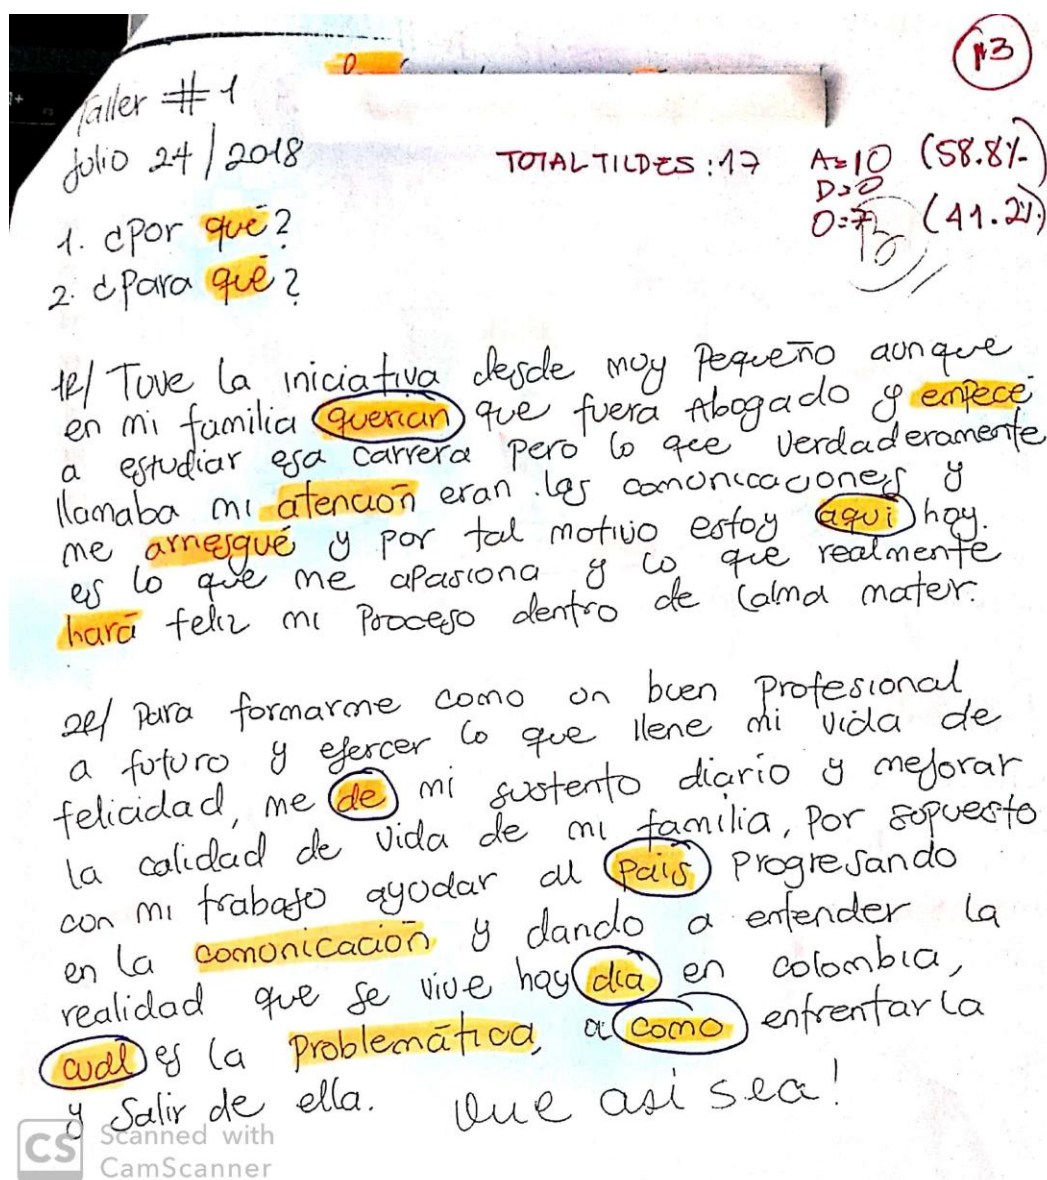 #3
Taller #1
Julio 24/2018
TOTAL TILDES: 17
A=10 (58.8%)
D=0
O=7 (41.2%)
1. ¿Por qué?
2. ¿Para qué?
1R/ Tuve la iniciativa desde muy Pequeño aunque
en mi familia querian que fuera Abogado y empecé
a estudiar esa carrera pero lo que verdaderamente
llamaba mi atención eran las comunicaciones y
me arriesgué y por tal motivo estoy aqui hoy.
es lo que me apasiona y lo que realmente
hará feliz mi Proceso dentro de (alma mater.
2R/ Para formarme como un buen Profesional
a futuro y ejercer lo que llene mi vida de
felicidad, me de mi sustento diario y mejorar
la calidad de vida de mi familia, Por supuesto
con mi trabajo ayudar al Pais Progresando
en la comunicación y dando a entender la
realidad que se vive hoy dia en colombia,
cual es la Problemática, a como enfrentarla
y Salir de ella. Que asi sea!
CS Scanned with
CamScanner